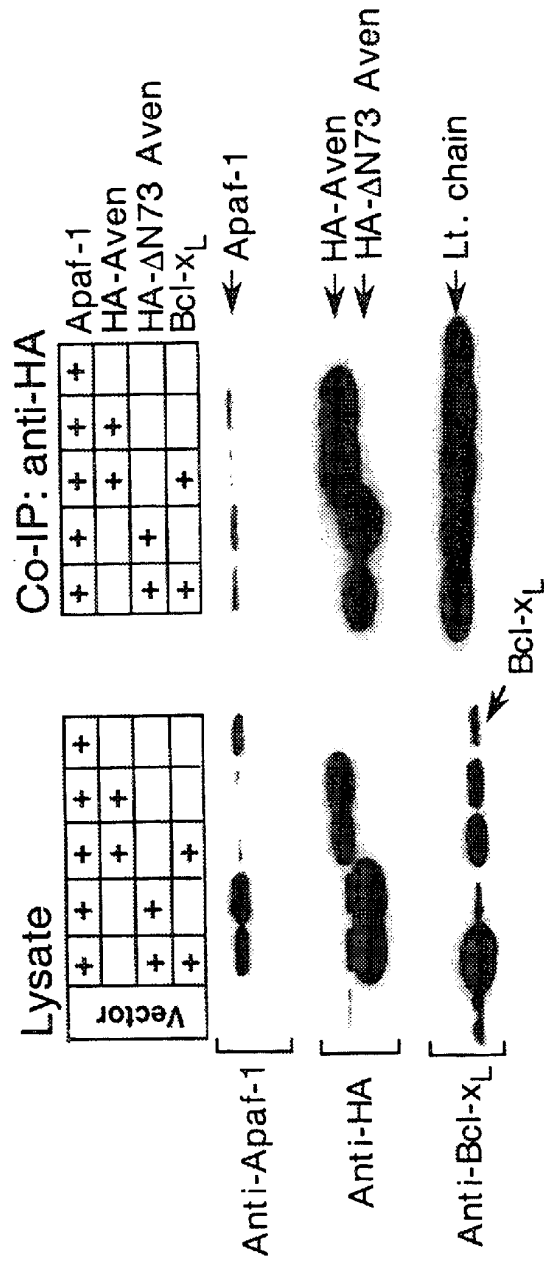 Lysate
Co-IP: anti-HA
Vector
+ + + + +
+ + + + + Apaf-1
+ +
+ + HA-Aven
+ +
+ + HA-ΔN73 Aven
+ +
+ + Bcl-xL
Anti-Apaf-1
Apaf-1
Anti-HA
HA-Aven
HA-ΔN73 Aven
Anti-Bcl-xL
Lt. chain
Bcl-xL